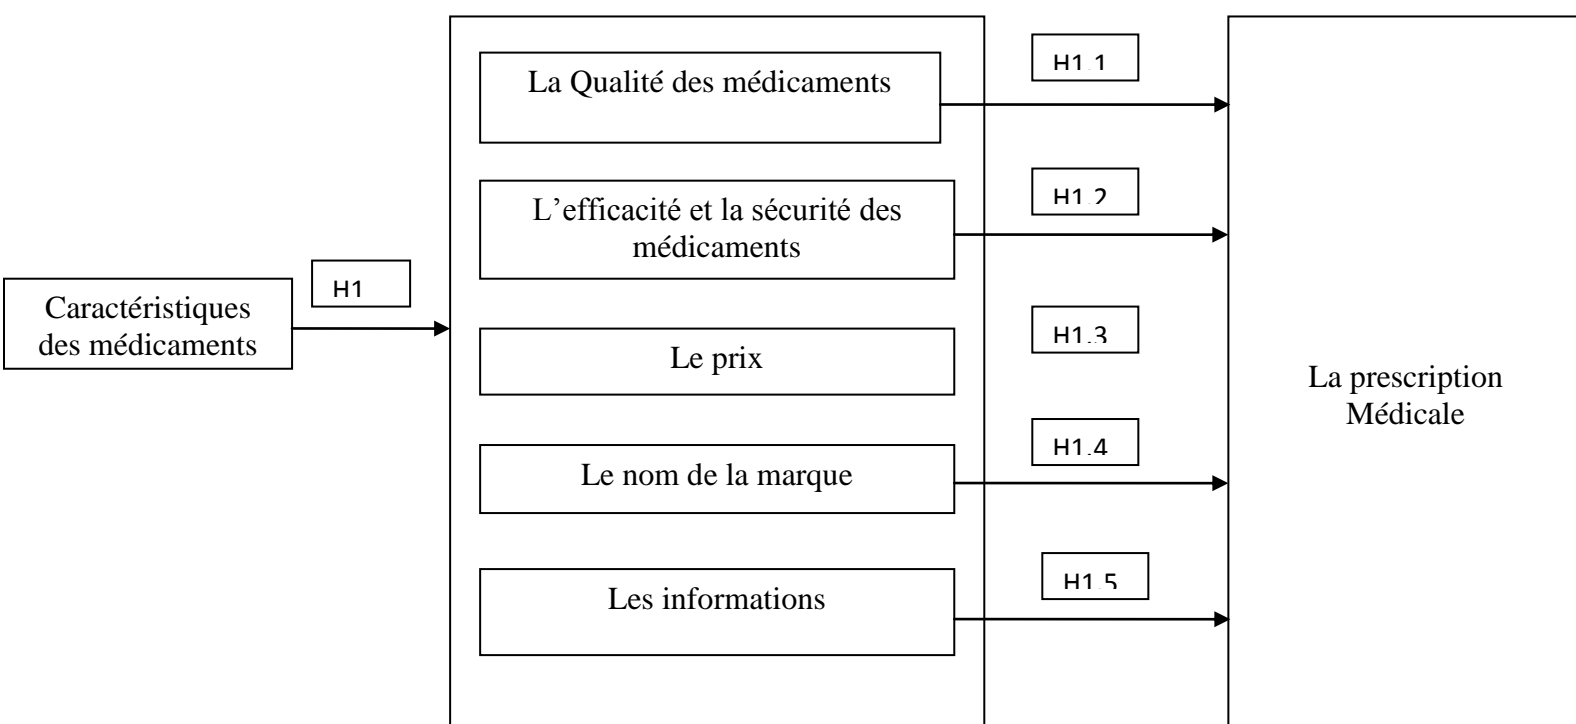 La Qualité des médicaments
H1.1
L’efficacité et la sécurité des
médicaments
H1.2
Caractéristiques
des médicaments
H1
Le prix
H1.3
La prescription
Médicale
Le nom de la marque
H1.4
Les informations
H1.5